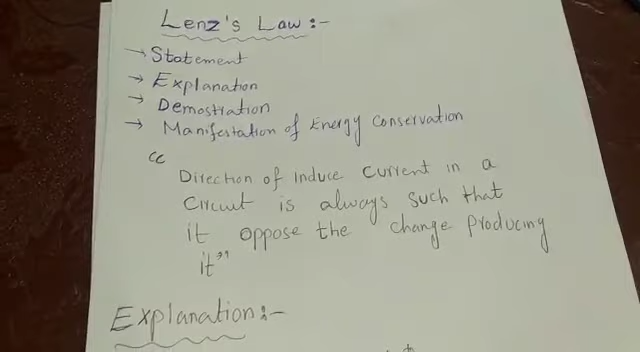 Lenz's Law:-
→ Statement
→ Explanation
→ Demostration
→ Manifestation of Energy Conservation
"Direction of induce current in a
Circuit is always such that
it oppose the change producing
it"
Explanation:-